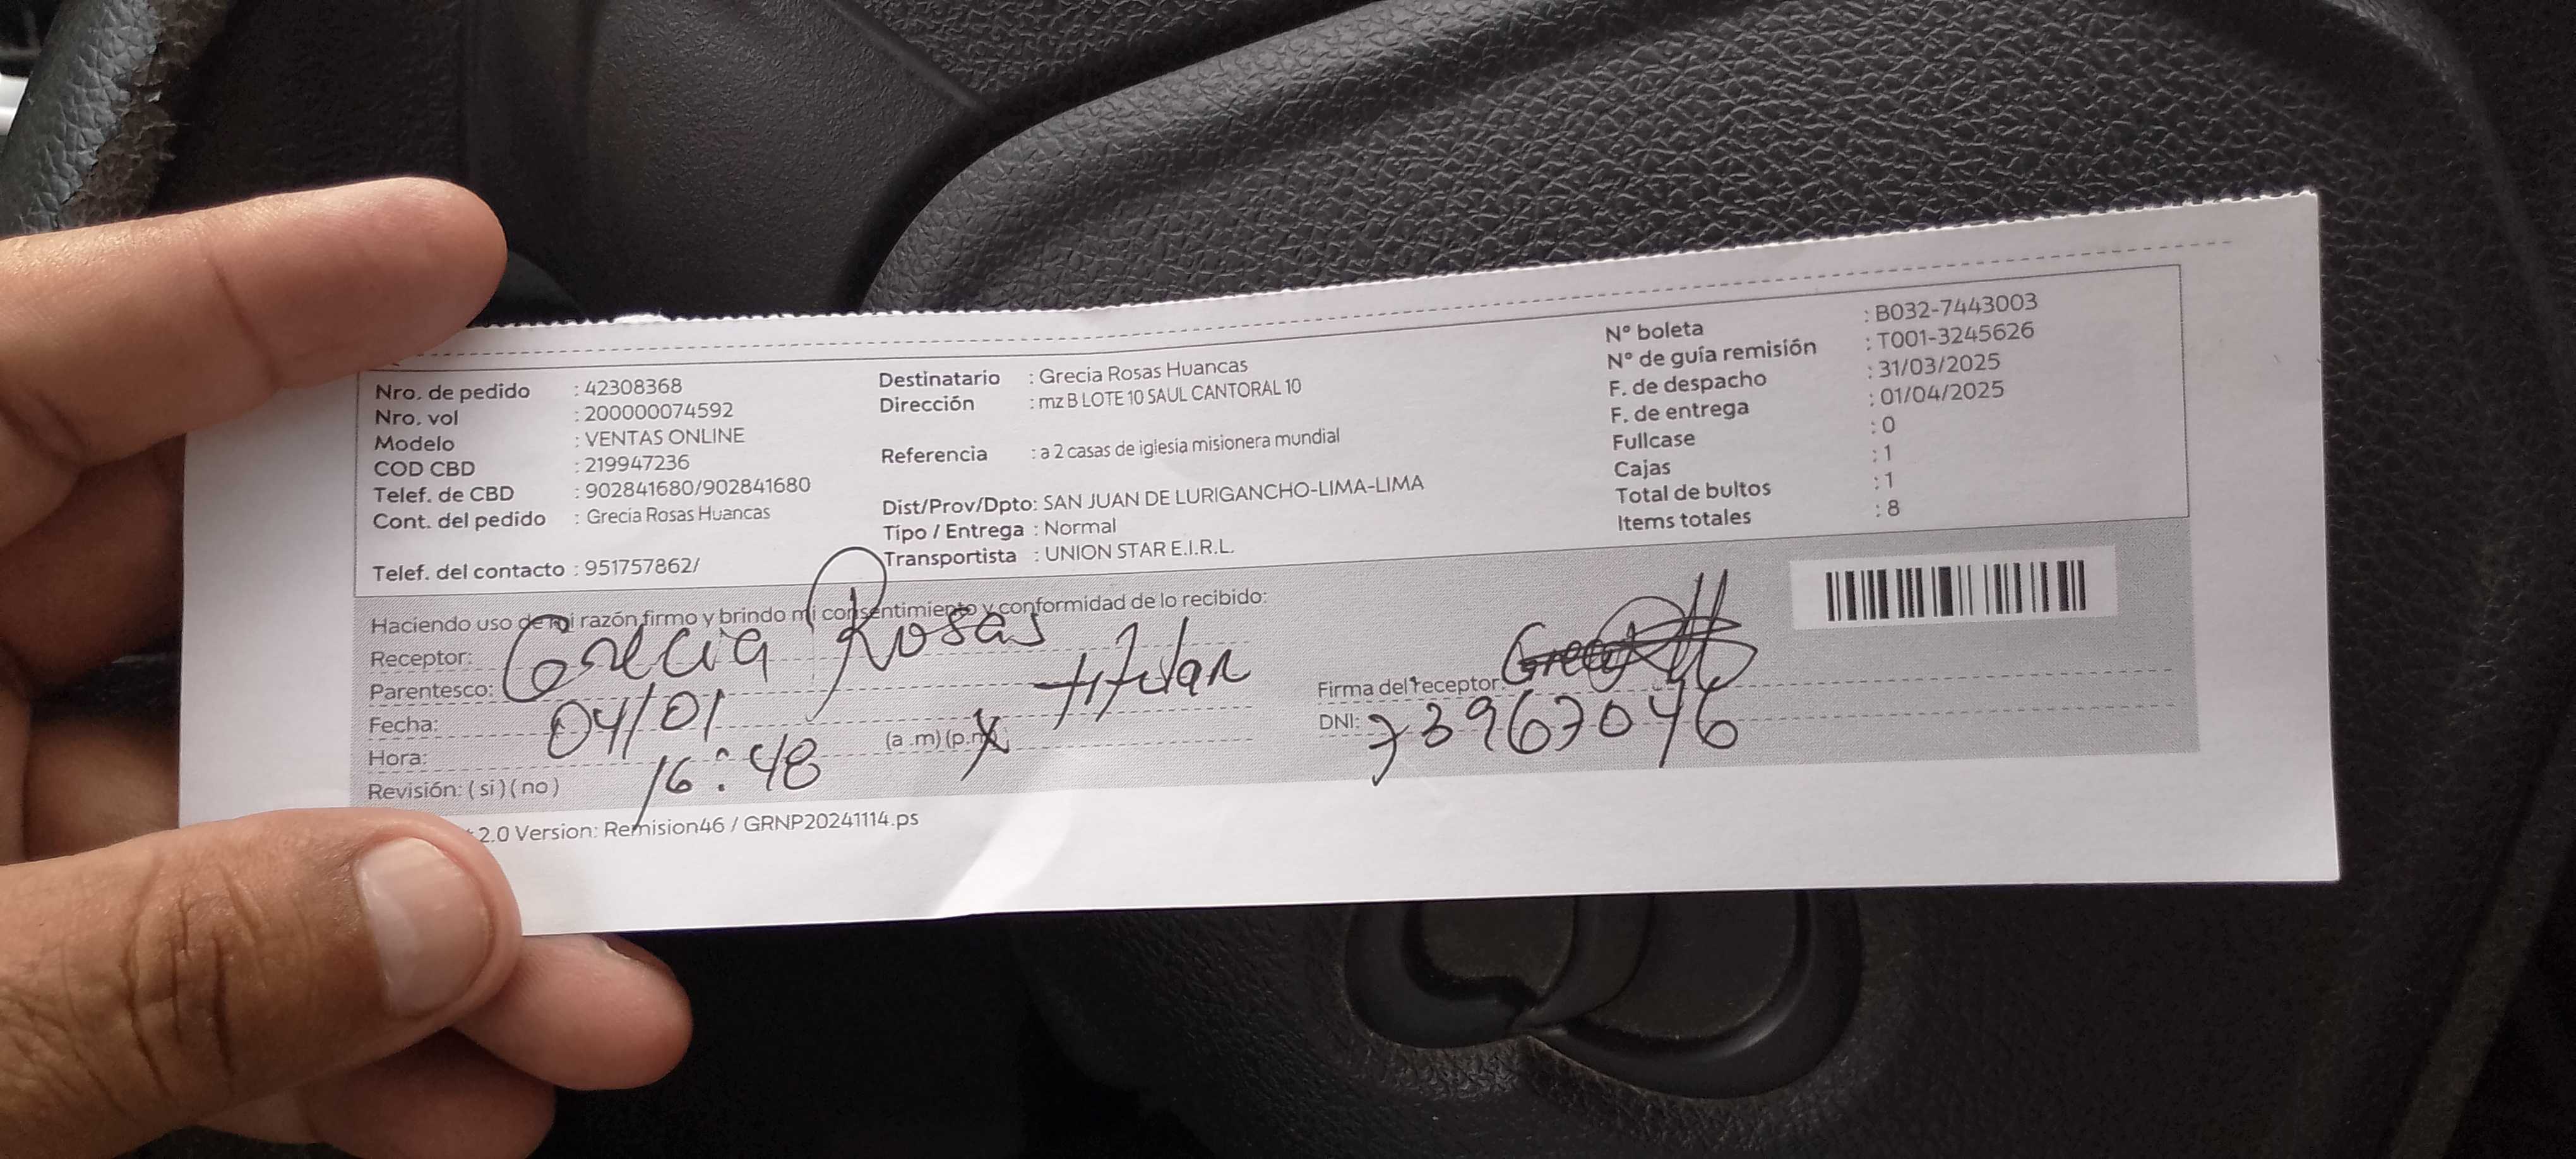 Nro. de pedido : 42308368
Nro. vol : 200000074592
Modelo : VENTAS ONLINE
COD CBD : 219947236
Telef. de CBD : 902841680/902841680
Cont. del pedido : Grecia Rosas Huancas
Telef. del contacto : 951757862/
Destinatario : Grecia Rosas Huancas
Dirección : mz B LOTE 10 SAUL CANTORAL 10
Referencia : a 2 casas de iglesia misionera mundial
Dist/Prov/Dpto: SAN JUAN DE LURIGANCHO-LIMA-LIMA
Tipo / Entrega : Normal
Transportista : UNION STAR E.I.R.L.
N° boleta : B032-7443003
N° de guía remisión : T001-3245626
F. de despacho : 31/03/2025
F. de entrega : 01/04/2025
Fullcase : 0
Cajas : 1
Total de bultos : 1
Items totales : 8
Haciendo uso de mi razón firmo y brindo mi consentimiento y conformidad de lo recibido:
Receptor: Grecia Rosas
Parentesco: titular
Fecha: 04/01
Hora: 16:48 (a .m) (p.m)
Revisión: ( si ) ( no )
Firma del receptor: Grecia
DNI: 73967046
2.0 Version: Remision46 / GRNP20241114.ps